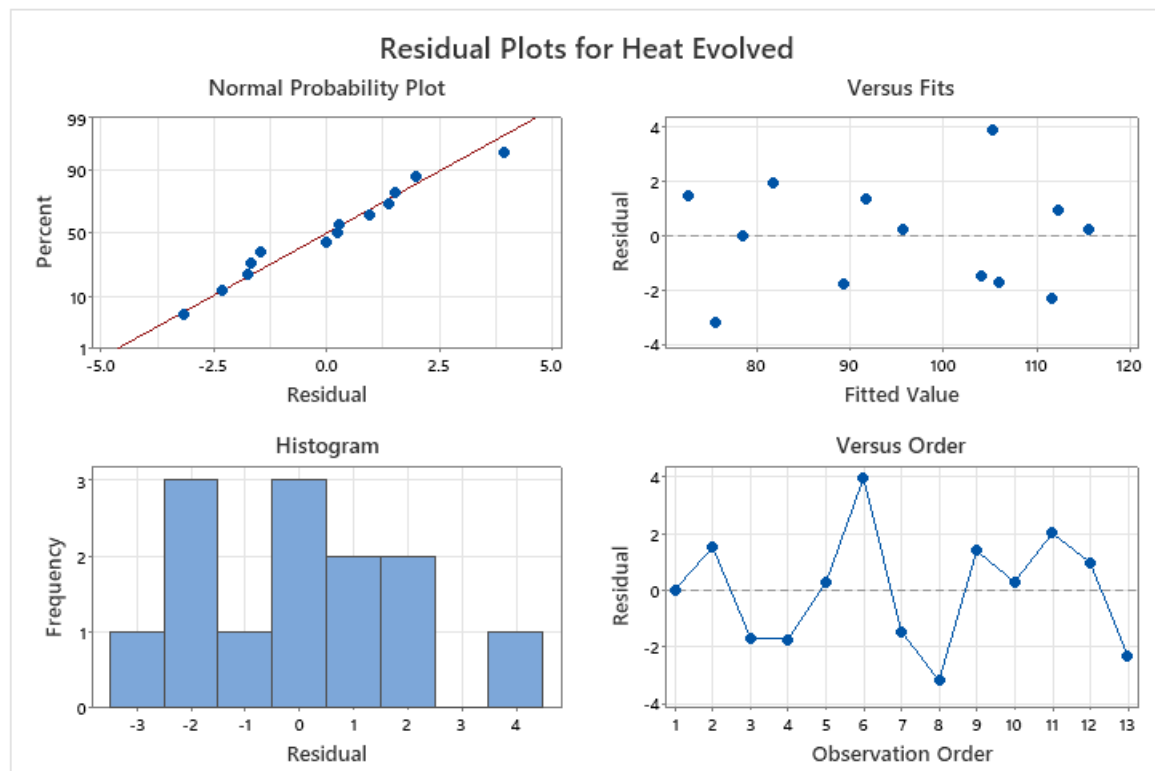 Residual Plots for Heat Evolved
Normal Probability Plot
99
90
50
10
1
Percent
-5.0 -2.5 0.0 2.5 5.0
Residual
Versus Fits
4
2
0
-2
-4
Residual
80 90 100 110 120
Fitted Value
Histogram
3
2
1
0
Frequency
-3 -2 -1 0 1 2 3 4
Residual
Versus Order
4
2
0
-2
-4
Residual
1 2 3 4 5 6 7 8 9 10 11 12 13
Observation Order